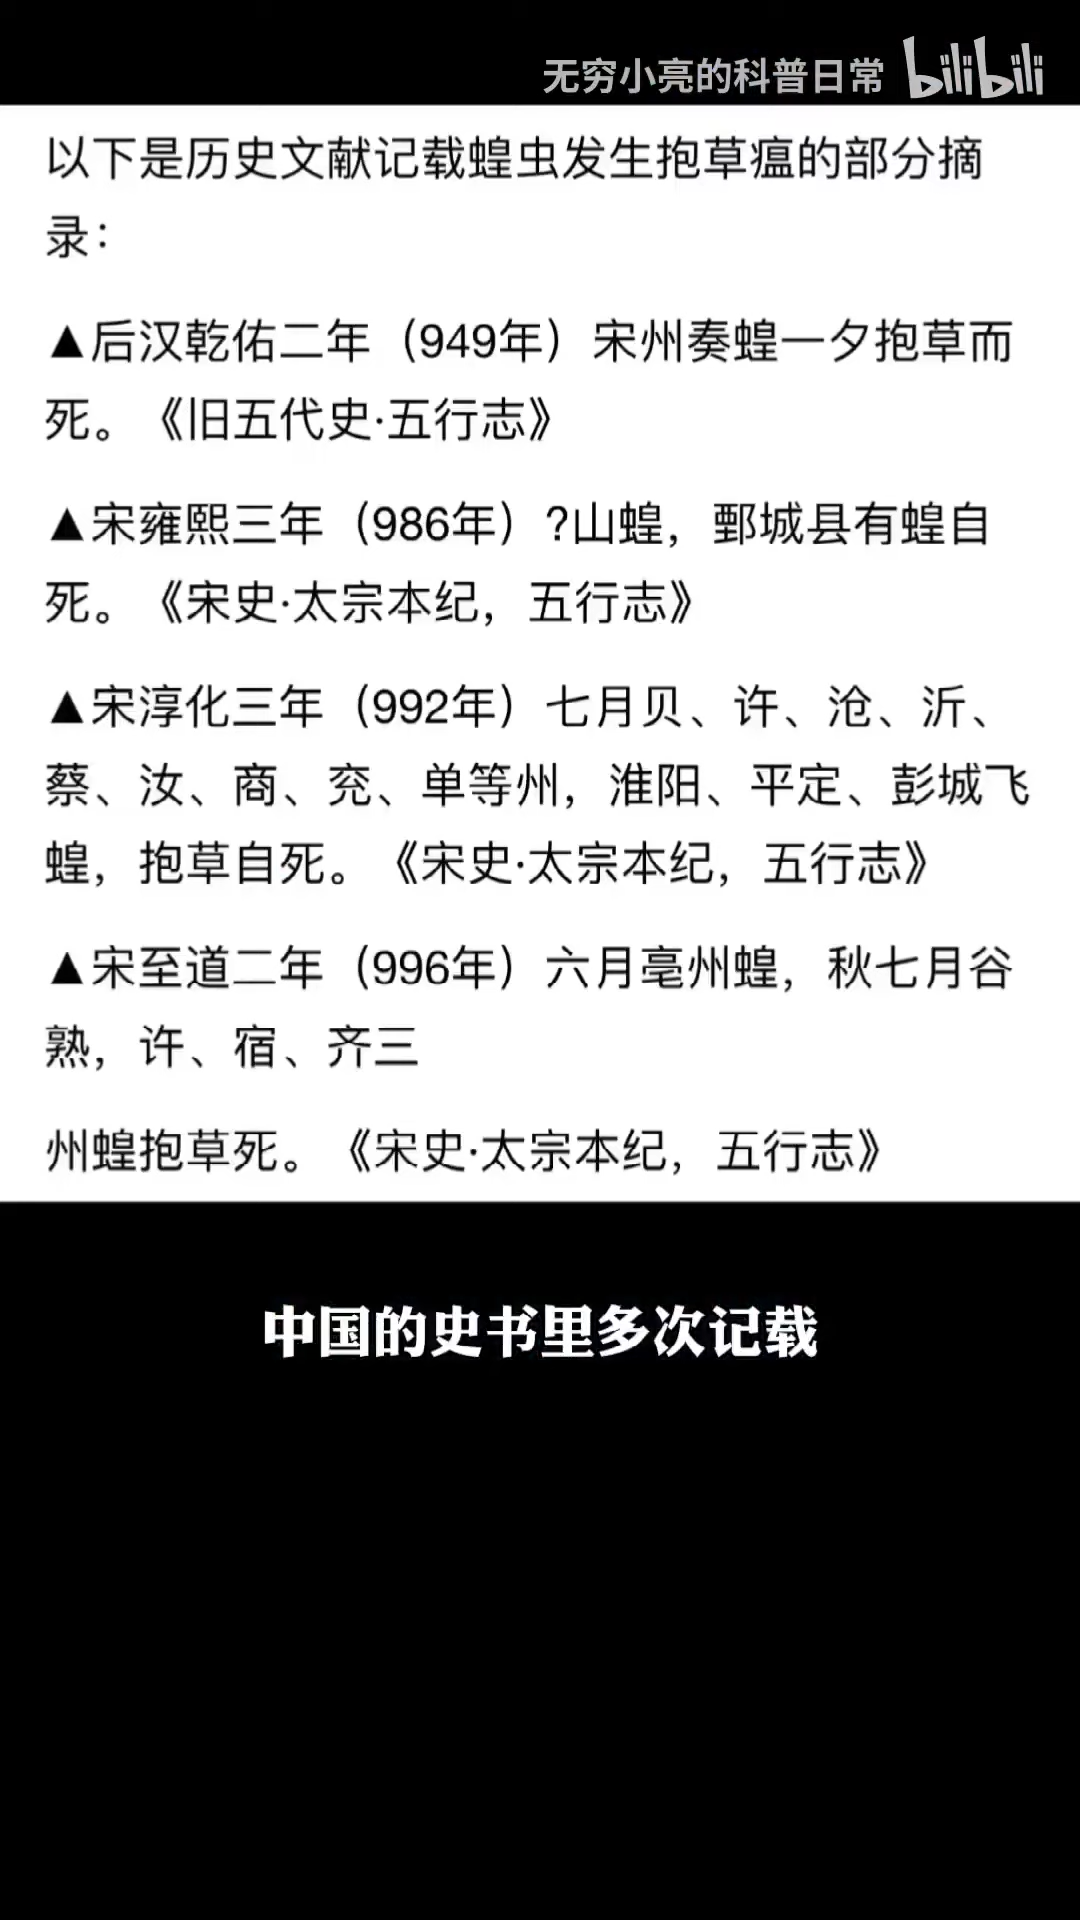 无穷小亮的科普日常 bilibili
以下是历史文献记载蝗虫发生抱草瘟的部分摘
录：
▲后汉乾佑二年（949年）宋州奏蝗一夕抱草而
死。《旧五代史·五行志》
▲宋雍熙三年（986年）?山蝗，鄄城县有蝗自
死。《宋史·太宗本纪，五行志》
▲宋淳化三年（992年）七月贝、许、沧、沂、
蔡、汝、商、兖、单等州，淮阳、平定、彭城飞
蝗，抱草自死。《宋史·太宗本纪，五行志》
▲宋至道二年（996年）六月亳州蝗，秋七月谷
熟，许、宿、齐三
州蝗抱草死。《宋史·太宗本纪，五行志》
中国的史书里多次记载